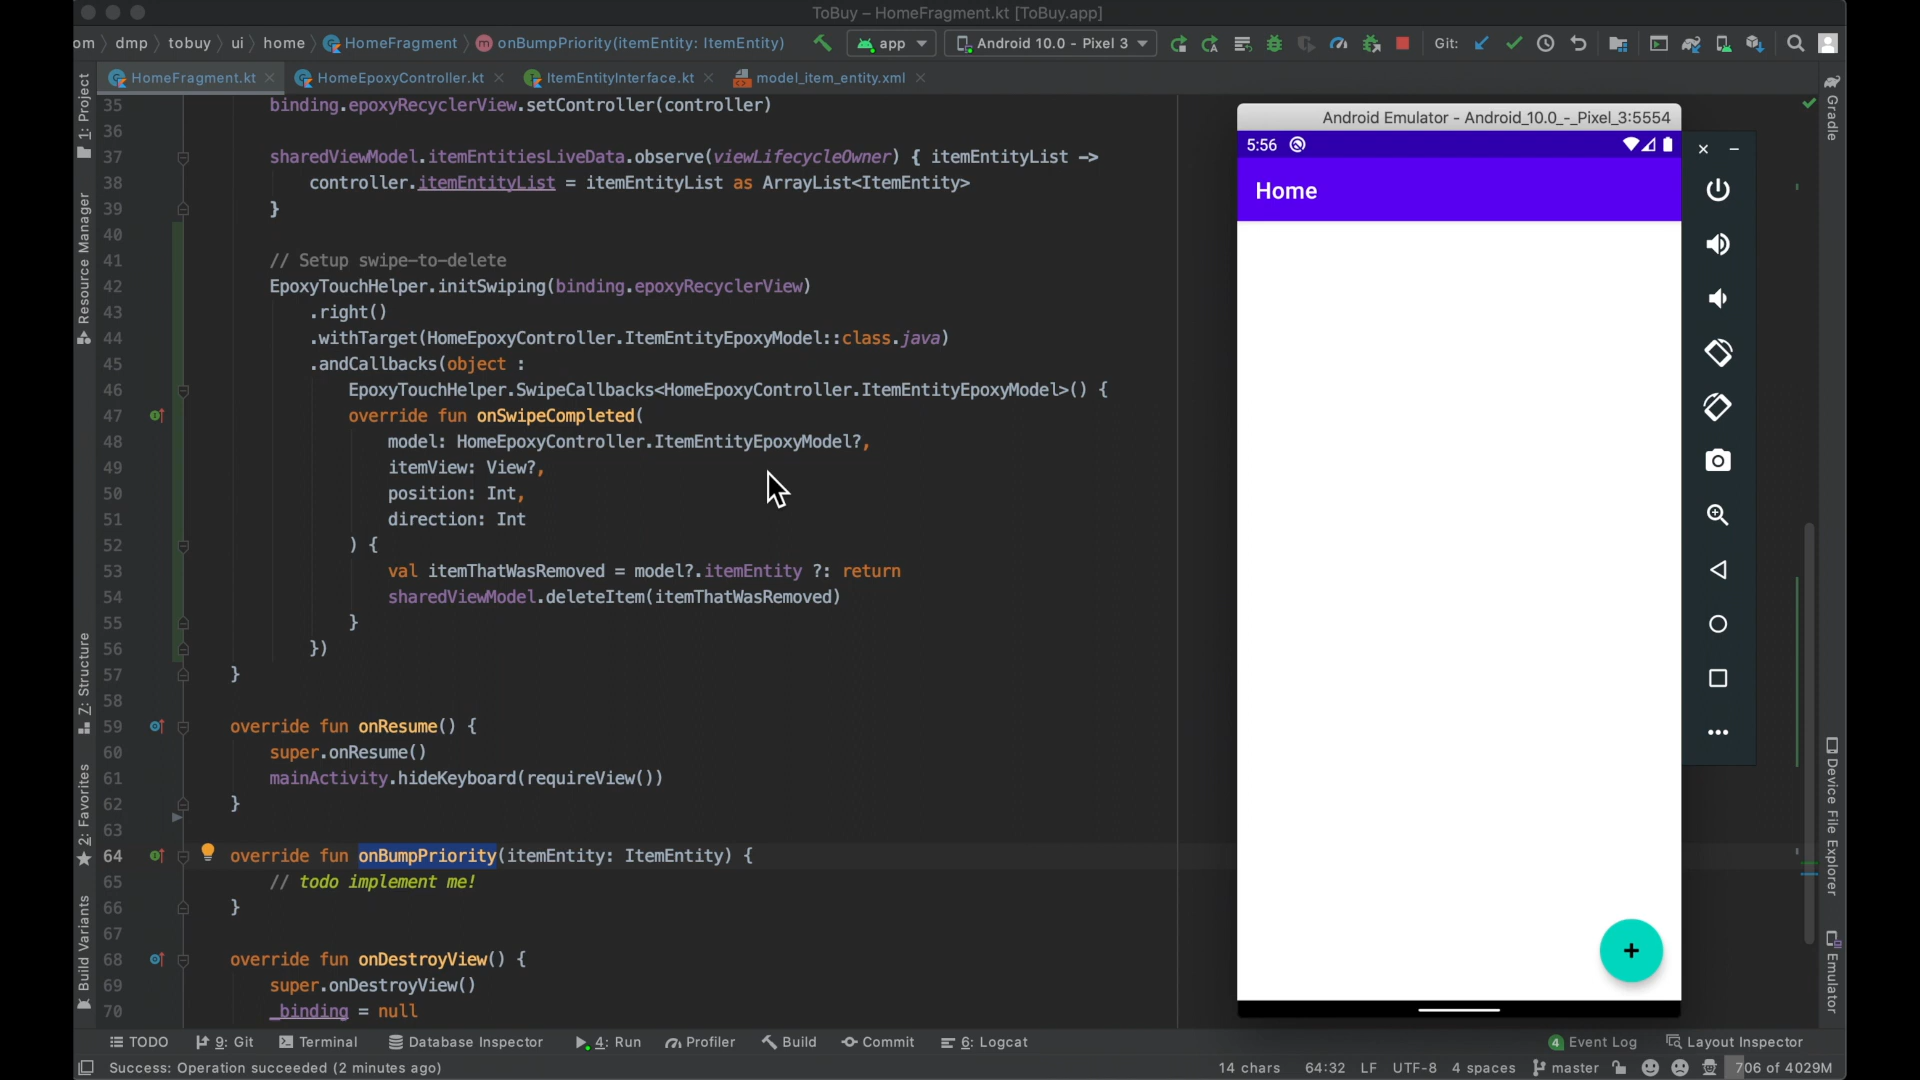 ToBuy – HomeFragment.kt [ToBuy.app]
om › dmp › tobuy › ui › home › HomeFragment › onBumpPriority(itemEntity: ItemEntity)
app
Android 10.0 - Pixel 3
Git:
HomeFragment.kt
HomeEpoxyController.kt
ItemEntityInterface.kt
model_item_entity.xml
1: Project
Resource Manager
7: Structure
2: Favorites
Build Variants
35 binding.epoxyRecyclerView.setController(controller)
36
37 sharedViewModel.itemEntitiesLiveData.observe(viewLifecycleOwner) { itemEntityList ->
38 controller.itemEntityList = itemEntityList as ArrayList<ItemEntity>
39 }
40
41 // Setup swipe-to-delete
42 EpoxyTouchHelper.initSwiping(binding.epoxyRecyclerView)
43 .right()
44 .withTarget(HomeEpoxyController.ItemEntityEpoxyModel::class.java)
45 .andCallbacks(object :
46 EpoxyTouchHelper.SwipeCallbacks<HomeEpoxyController.ItemEntityEpoxyModel>() {
47 override fun onSwipeCompleted(
48 model: HomeEpoxyController.ItemEntityEpoxyModel?,
49 itemView: View?,
50 position: Int,
51 direction: Int
52 ) {
53 val itemThatWasRemoved = model?.itemEntity ?: return
54 sharedViewModel.deleteItem(itemThatWasRemoved)
55 }
56 })
57 }
58
59 override fun onResume() {
60 super.onResume()
61 mainActivity.hideKeyboard(requireView())
62 }
63
64 override fun onBumpPriority(itemEntity: ItemEntity) {
65 // todo implement me!
66 }
67
68 override fun onDestroyView() {
69 super.onDestroyView()
70 _binding = null
Android Emulator - Android_10.0_-_Pixel_3:5554
5:56
Home
+
Gradle
Device File Explorer
Emulator
TODO
9: Git
Terminal
Database Inspector
4: Run
Profiler
Build
Commit
6: Logcat
4 Event Log
Layout Inspector
Success: Operation succeeded (2 minutes ago)
14 chars
64:32
LF
UTF-8
4 spaces
master
706 of 4029M